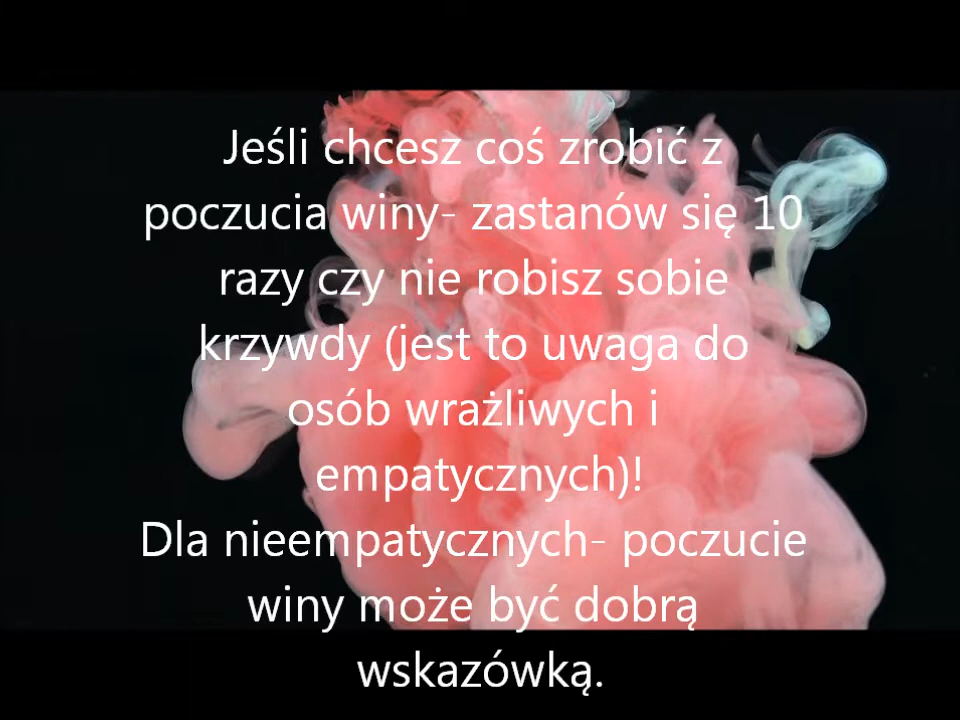 Jeśli chcesz coś zrobić z
poczucia winy- zastanów się 10
razy czy nie robisz sobie
krzywdy (jest to uwaga do
osób wrażliwych i
empatycznych)!
Dla nieempatycznych- poczucie
winy może być dobrą
wskazówką.